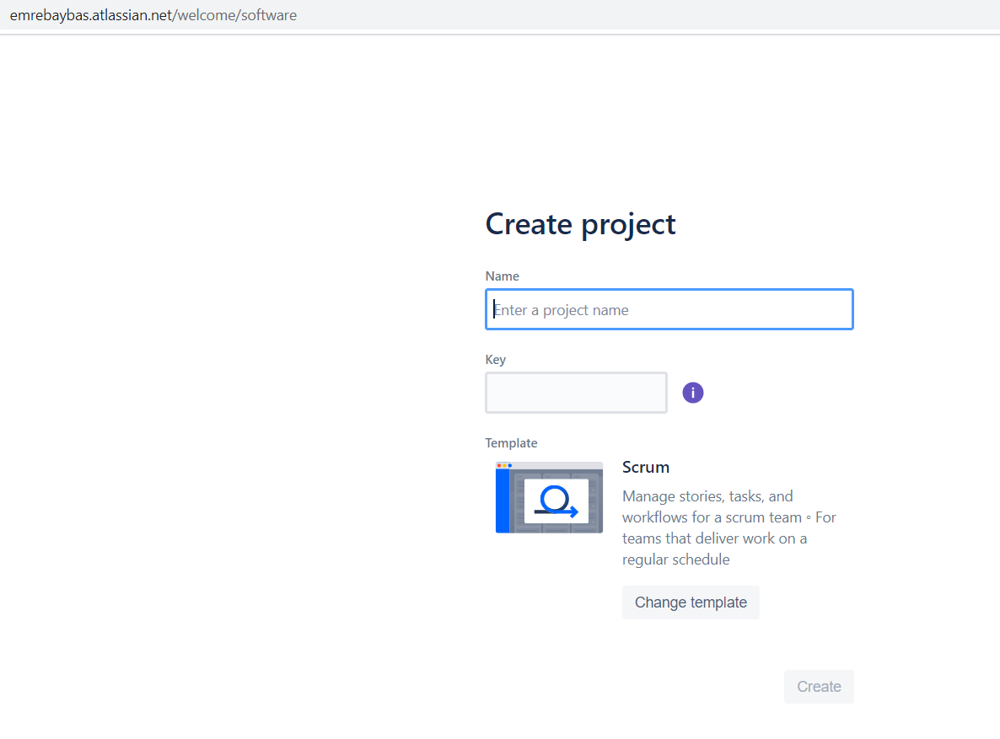 emrebaybas.atlassian.net/welcome/software
Create project
Name
Enter a project name
Key
i
Template
Scrum
Manage stories, tasks, and
workflows for a scrum team ◦ For
teams that deliver work on a
regular schedule
Change template
Create